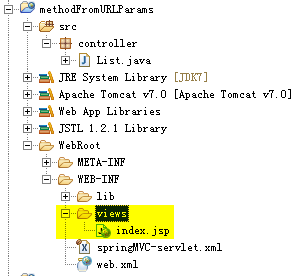 methodFromURLParams
src
controller
List.java
JRE System Library [JDK7]
Apache Tomcat v7.0 [Apache Tomcat v7.0]
Web App Libraries
JSTL 1.2.1 Library
WebRoot
META-INF
WEB-INF
lib
views
index.jsp
springMVC-servlet.xml
web.xml